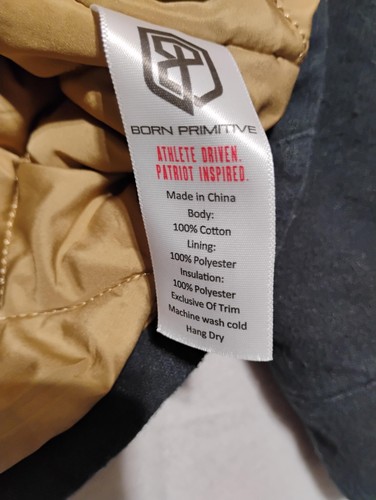 BORN PRIMITIVE
ATHLETE DRIVEN.
PATRIOT INSPIRED.
Made in China
Body:
100% Cotton
Lining:
100% Polyester
Insulation:
100% Polyester
Exclusive Of Trim
Machine wash cold
Hang Dry